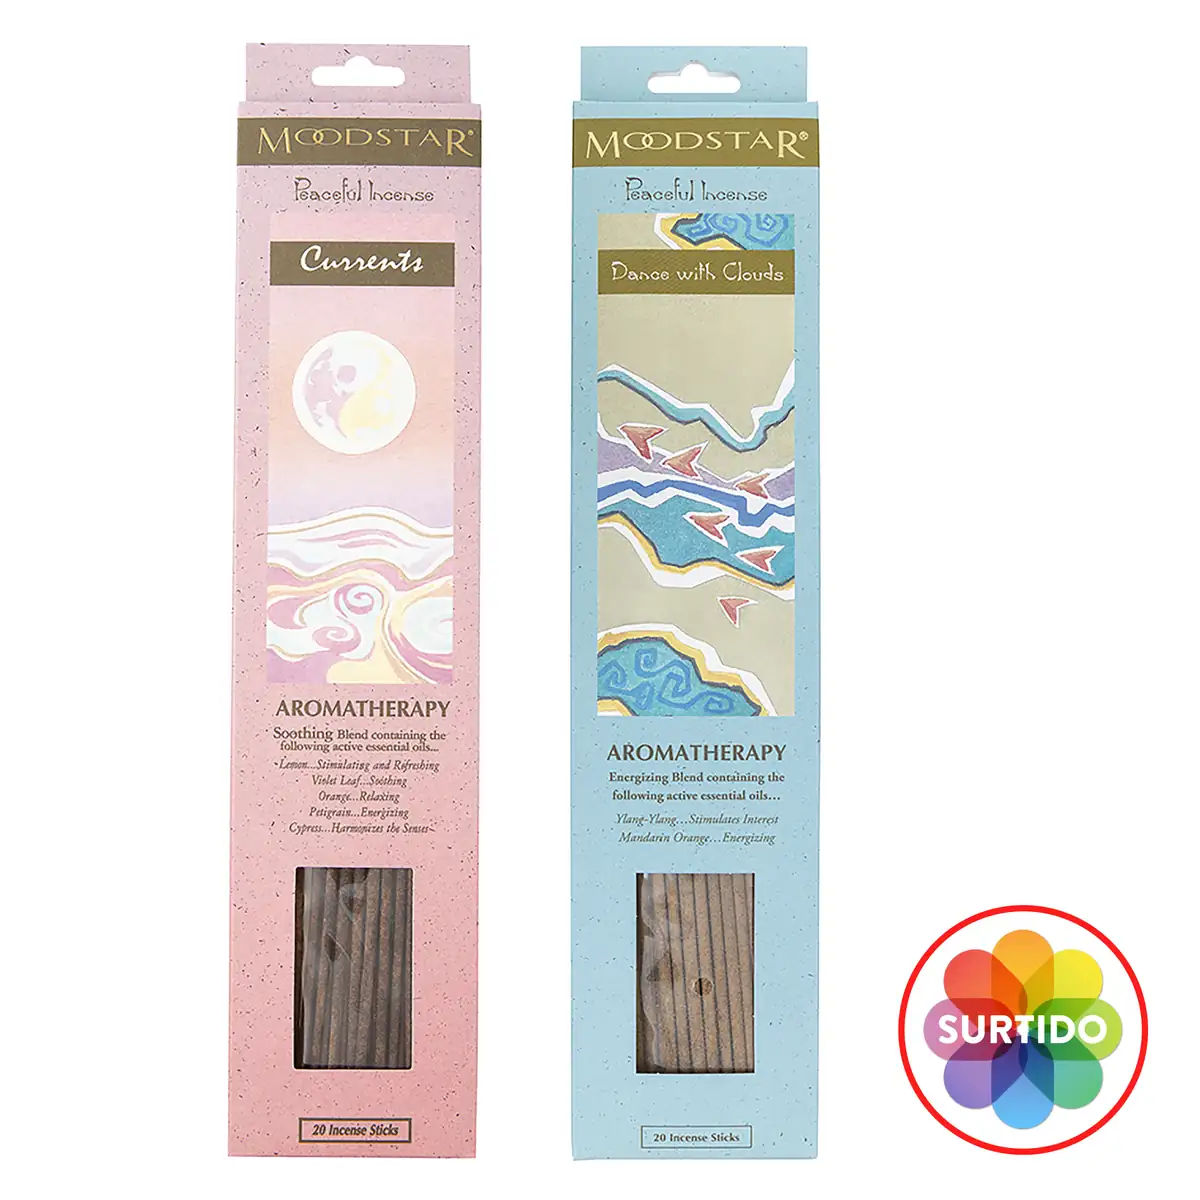 MOODSTAR®
Peaceful Incense
Currents
AROMATHERAPY
Soothing Blend containing the
following active essential oils...
Lemon...Stimulating and Refreshing
Violet Leaf...Soothing
Orange...Relaxing
Petigrain...Energizing
Cypress...Harmonizes the Senses
20 Incense Sticks
MOODSTAR®
Peaceful Incense
Dance with Clouds
AROMATHERAPY
Energizing Blend containing the
following active essential oils...
Ylang-Ylang...Stimulates Interest
Mandarin Orange...Energizing
20 Incense Sticks
SURTIDO